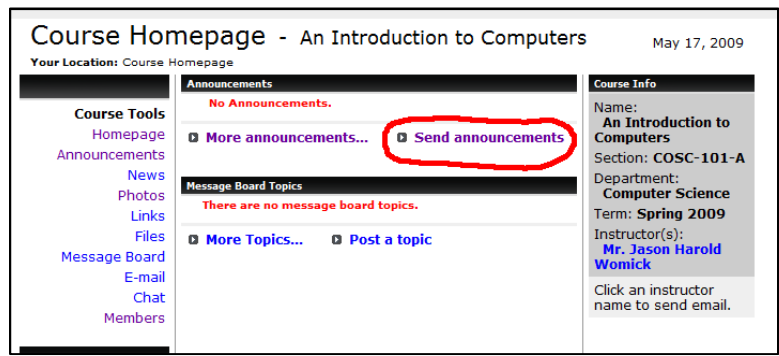 Course Homepage - An Introduction to Computers
May 17, 2009
Your Location: Course Homepage
Course Tools
Homepage
Announcements
News
Photos
Links
Files
Message Board
E-mail
Chat
Members
Announcements
No Announcements.
More announcements...
Send announcements
Message Board Topics
There are no message board topics.
More Topics...
Post a topic
Course Info
Name:
An Introduction to
Computers
Section: COSC-101-A
Department:
Computer Science
Term: Spring 2009
Instructor(s):
Mr. Jason Harold
Womick
Click an instructor
name to send email.